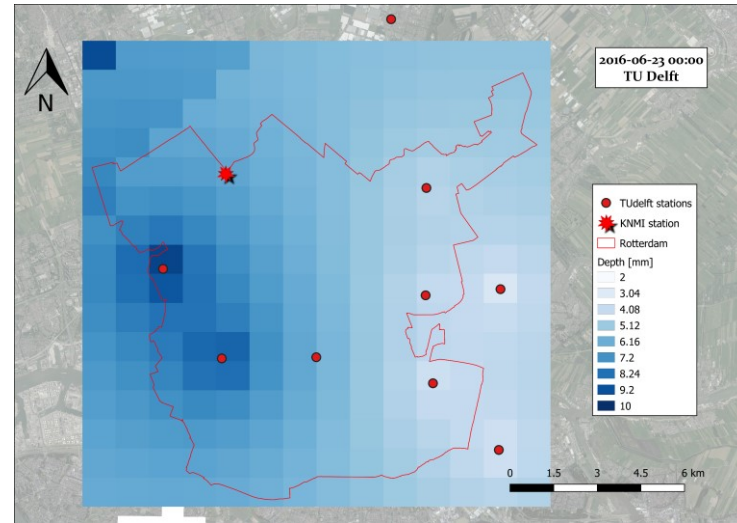 2016-06-23 00:00
TU Delft
N
TUdelft stations
KNMI station
Rotterdam
Depth [mm]
2
3.04
4.08
5.12
6.16
7.2
8.24
9.2
10
0 1.5 3 4.5 6 km